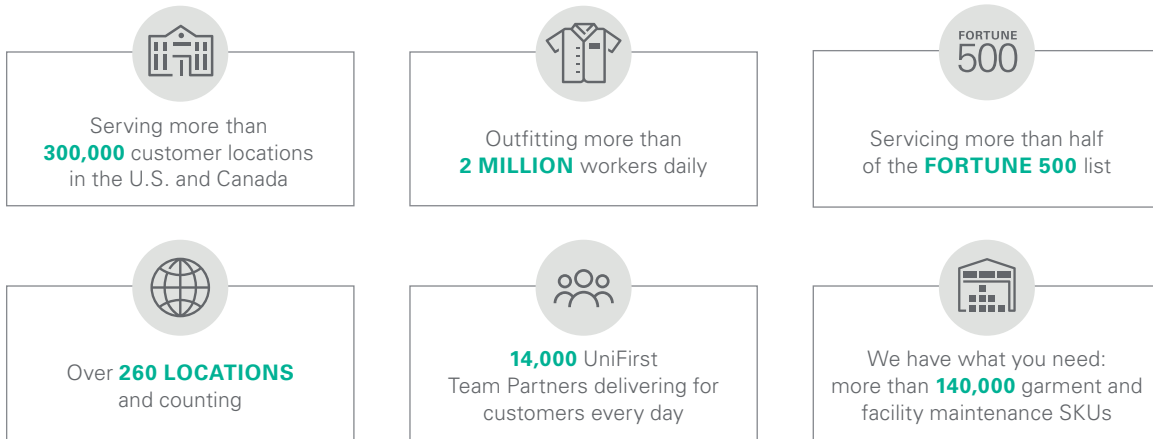 FORTUNE
500
Serving more than
300,000 customer locations
in the U.S. and Canada
Outfitting more than
2 MILLION workers daily
Servicing more than half
of the FORTUNE 500 list
Over 260 LOCATIONS
and counting
14,000 UniFirst
Team Partners delivering for
customers every day
We have what you need:
more than 140,000 garment and
facility maintenance SKUs